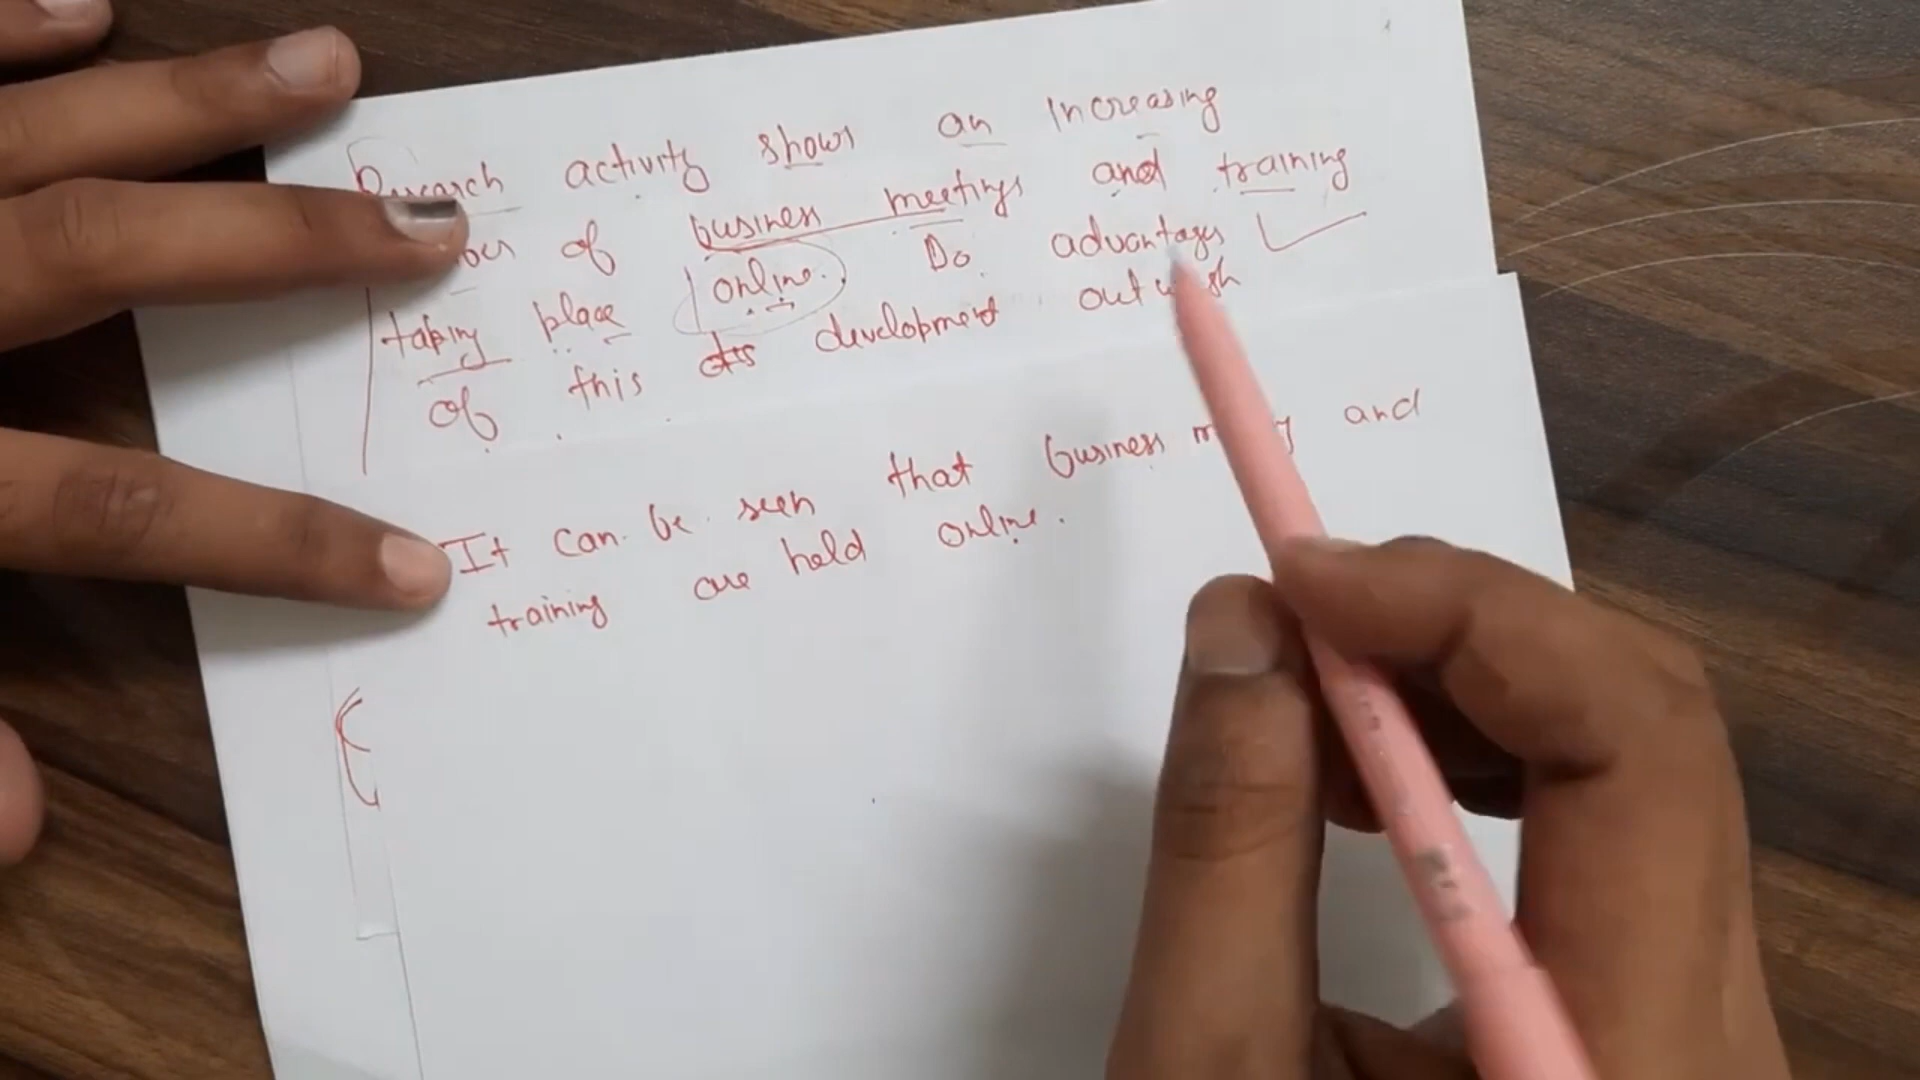 Research activity shows an increasing
of business meetings and training
taking place online. Do advantages
of this development outweigh
It can be seen that business and
training are held online.